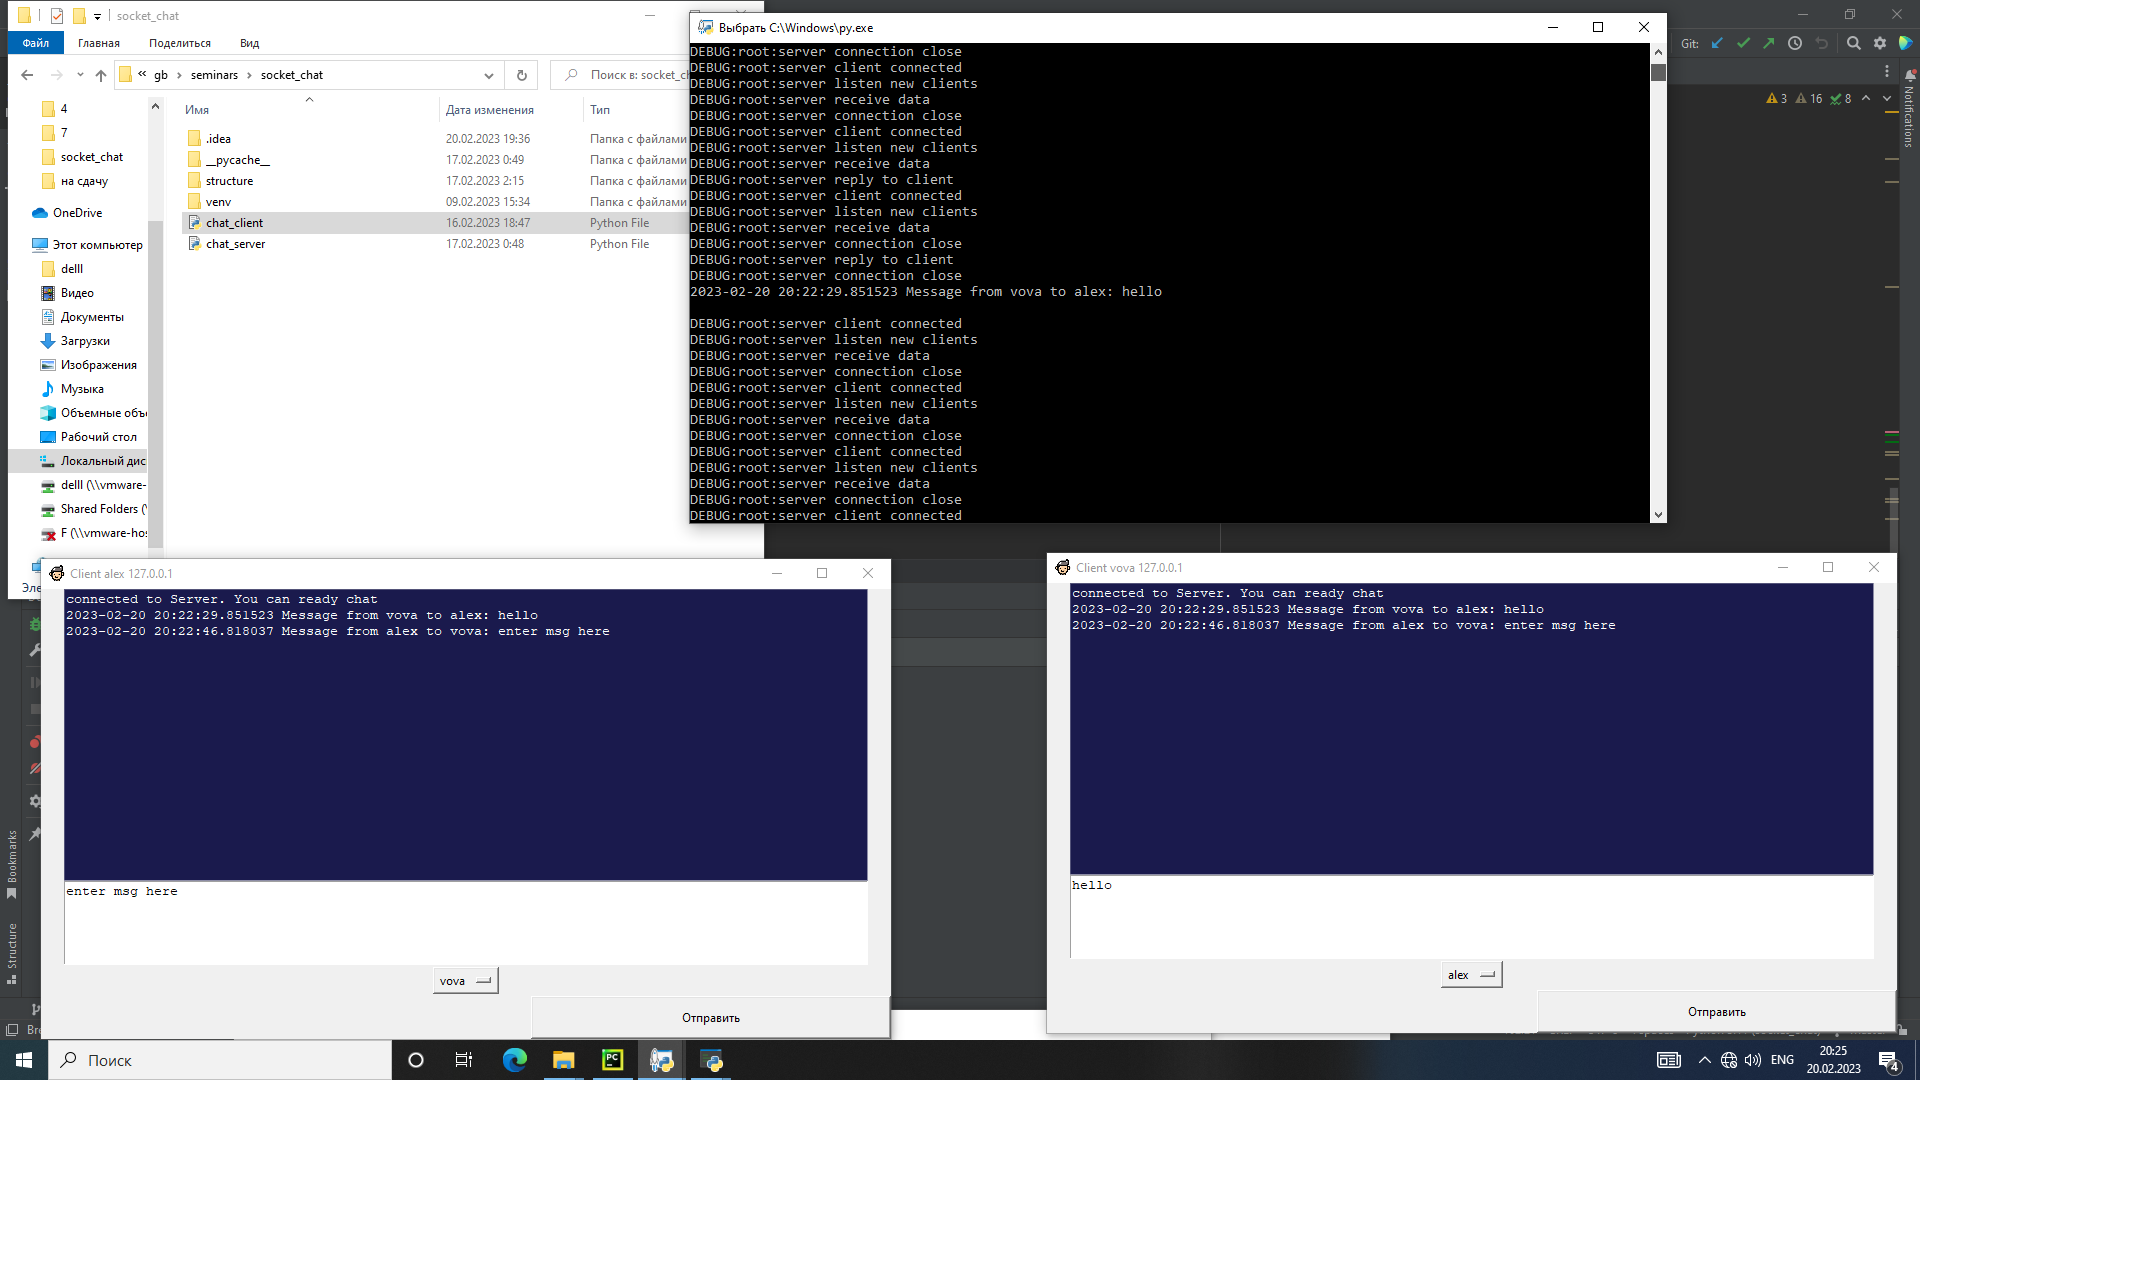 socket_chat
Файл Главная Поделиться Вид
« gb › seminars › socket_chat
Поиск в:
4
7
socket_chat
на сдачу
OneDrive
Этот компьютер
delll
Видео
Документы
Загрузки
Изображения
Музыка
Объемные
Рабочий стол
Локальный
delll
Shared Folders
F
Имя Дата изменения Тип
.idea 20.02.2023 19:36 Папка с файлами
__pycache__ 17.02.2023 0:49 Папка с файлами
structure 17.02.2023 2:15 Папка с файлами
venv 09.02.2023 15:34 Папка с файлами
chat_client 16.02.2023 18:47 Python File
chat_server 17.02.2023 0:48 Python File
Выбрать C:\Windows\py.exe
DEBUG:root:server connection close
DEBUG:root:server client connected
DEBUG:root:server listen new clients
DEBUG:root:server receive data
DEBUG:root:server connection close
DEBUG:root:server client connected
DEBUG:root:server listen new clients
DEBUG:root:server receive data
DEBUG:root:server reply to client
DEBUG:root:server client connected
DEBUG:root:server listen new clients
DEBUG:root:server receive data
DEBUG:root:server connection close
DEBUG:root:server reply to client
DEBUG:root:server connection close
2023-02-20 20:22:29.851523 Message from vova to alex: hello
DEBUG:root:server client connected
DEBUG:root:server listen new clients
DEBUG:root:server receive data
DEBUG:root:server connection close
DEBUG:root:server client connected
DEBUG:root:server listen new clients
DEBUG:root:server receive data
DEBUG:root:server connection close
DEBUG:root:server client connected
DEBUG:root:server listen new clients
DEBUG:root:server receive data
DEBUG:root:server connection close
DEBUG:root:server client connected
Git:
3 16 8
Notifications
Client alex 127.0.0.1
connected to Server. You can ready chat
2023-02-20 20:22:29.851523 Message from vova to alex: hello
2023-02-20 20:22:46.818037 Message from alex to vova: enter msg here
enter msg here
vova
Отправить
Client vova 127.0.0.1
connected to Server. You can ready chat
2023-02-20 20:22:29.851523 Message from vova to alex: hello
2023-02-20 20:22:46.818037 Message from alex to vova: enter msg here
hello
alex
Отправить
Bookmarks
Structure
Поиск
PC
ENG
20:25
20.02.2023
4